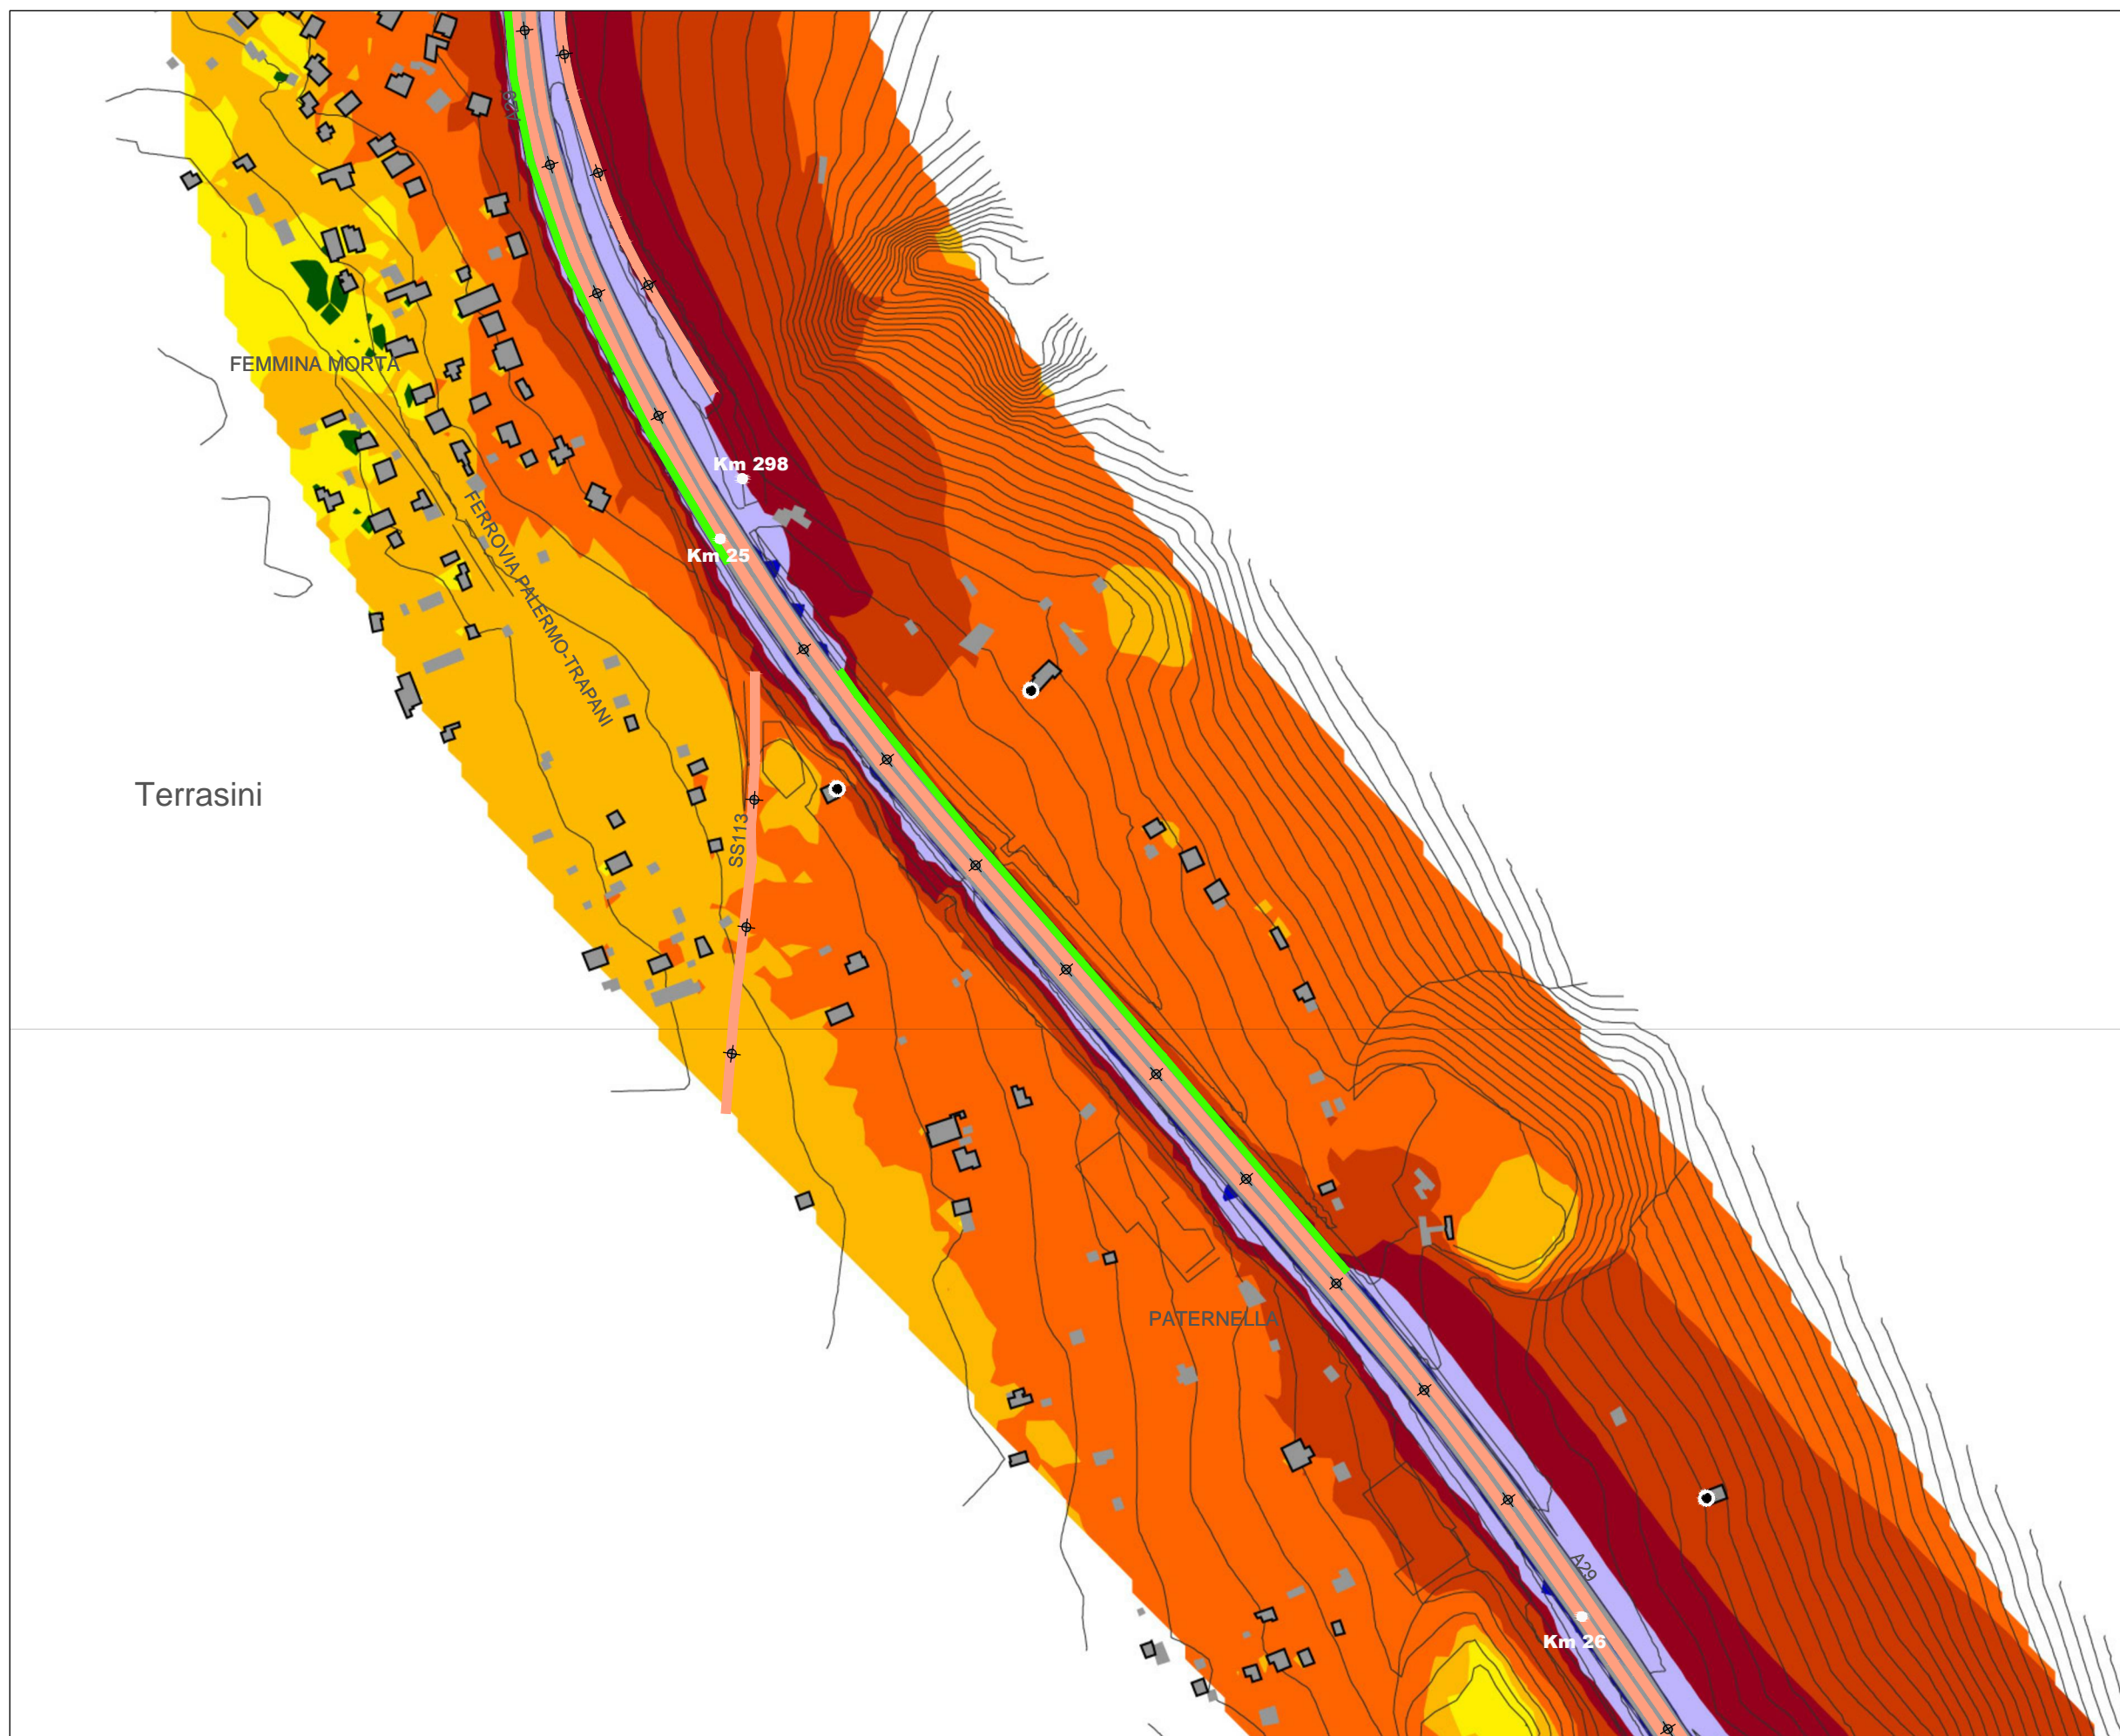 A29
FEMMINA MORTA
Km 298
FERROVIA PALERMO-TRAPANI
Km 25
Terrasini
SS113
PATERNELLA
A29
Km 26